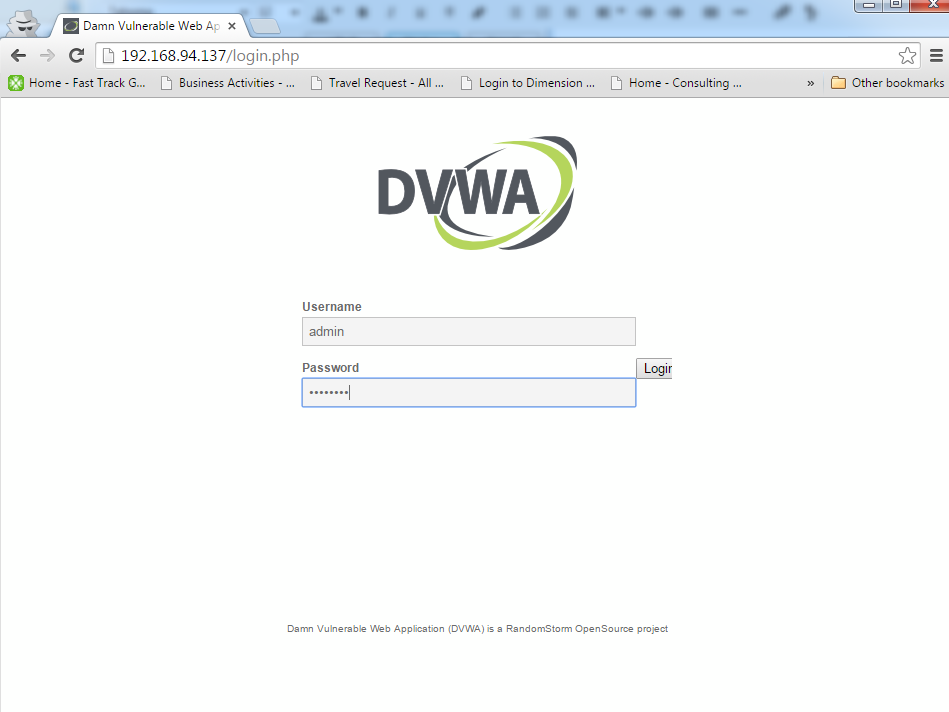 Damn Vulnerable Web Ap
192.168.94.137/login.php
Home - Fast Track G... Business Activities - ... Travel Request - All ... Login to Dimension ... Home - Consulting ... » Other bookmarks
DVWA
Username
admin
Password
Login
Damn Vulnerable Web Application (DVWA) is a RandomStorm OpenSource project